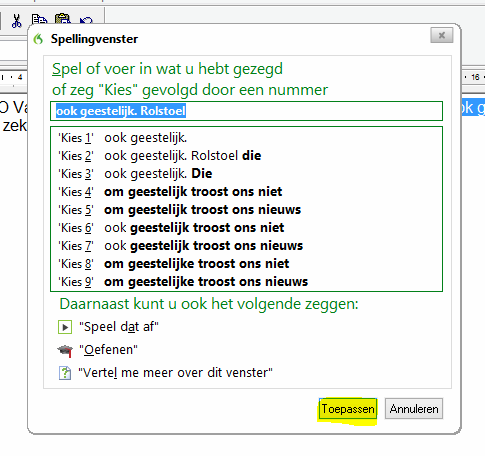 Spellingvenster
4
16
O Va
ok g
zek
Spel of voer in wat u hebt gezegd
of zeg "Kies" gevolgd door een nummer
ook geestelijk. Rolstoel
'Kies 1' ook geestelijk.
'Kies 2' ook geestelijk. Rolstoel die
'Kies 3' ook geestelijk. Die
'Kies 4' om geestelijk troost ons niet
'Kies 5' om geestelijk troost ons nieuws
'Kies 6' ook geestelijk troost ons niet
'Kies 7' ook geestelijk troost ons nieuws
'Kies 8' om geestelijke troost ons niet
'Kies 9' om geestelijke troost ons nieuws
Daarnaast kunt u ook het volgende zeggen:
"Speel dat af"
"Oefenen"
"Vertel me meer over dit venster"
Toepassen Annuleren